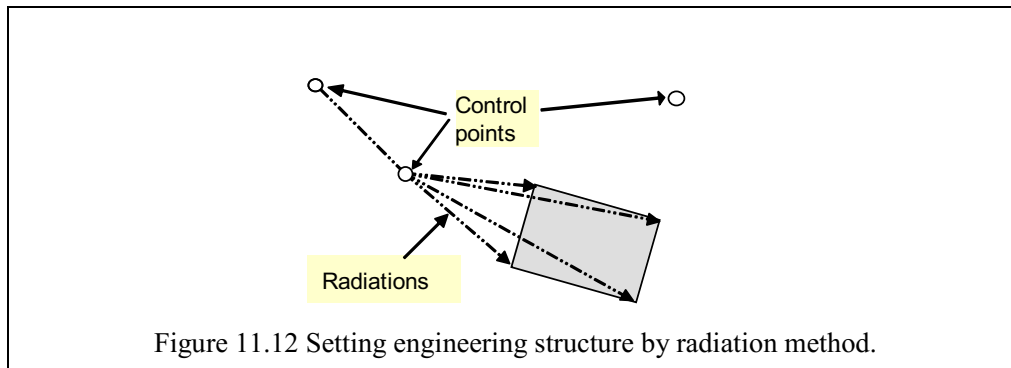 Control
points
Radiations
Figure 11.12 Setting engineering structure by radiation method.